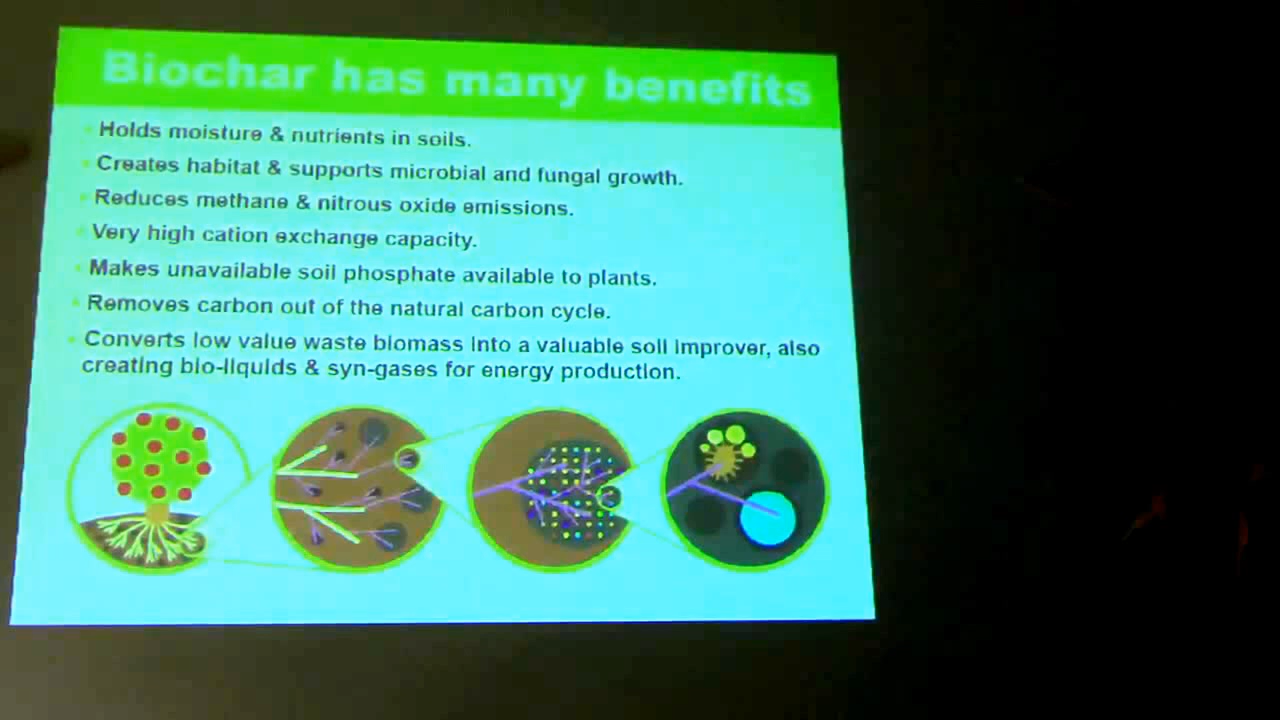 Biochar has many benefits
Holds moisture & nutrients in soils.
Creates habitat & supports microbial and fungal growth.
Reduces methane & nitrous oxide emissions.
Very high cation exchange capacity.
Makes unavailable soil phosphate available to plants.
Removes carbon out of the natural carbon cycle.
Converts low value waste biomass into a valuable soil improver, also
creating bio-liquids & syn-gases for energy production.